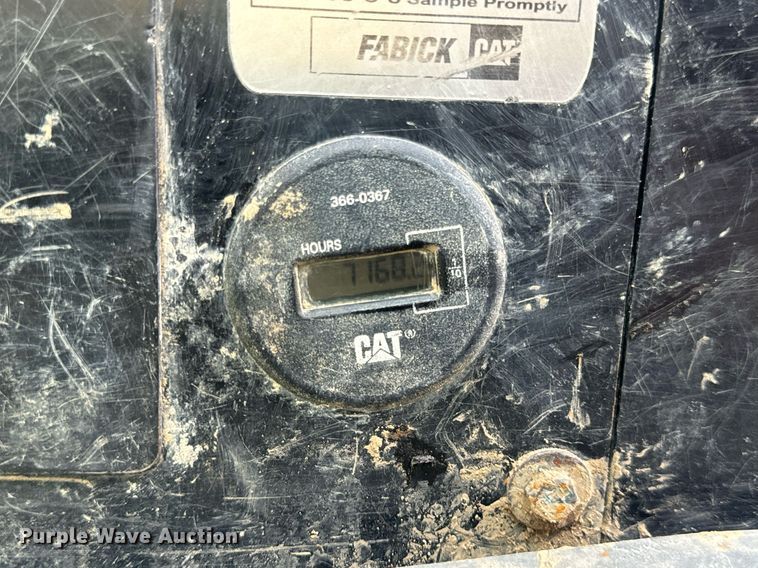 Sample Promptly
FABICK CAT
366-0367
HOURS
7168.0
1
10
CAT®
Purple Wave Auction